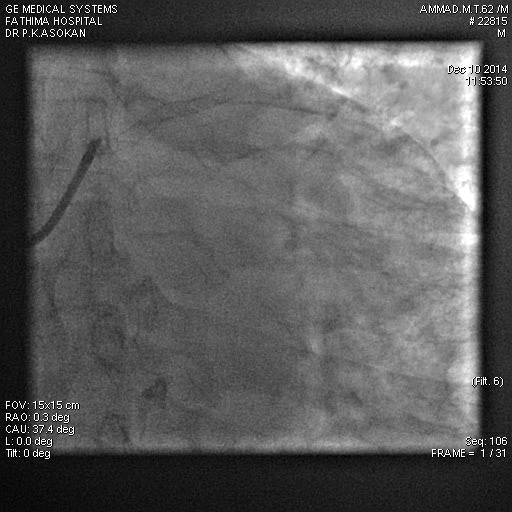 GE MEDICAL SYSTEMS
FATHIMA HOSPITAL
DR P.K.ASOKAN
AMMAD.M.T.62 /M
# 22815
M
Dec 10 2014
11:53:50
(Filt. 6)
FOV: 15x15 cm
RAO: 0.3 deg
CAU: 37.4 deg
L: 0.0 deg
Tilt: 0 deg
Seq: 106
FRAME = 1 / 31